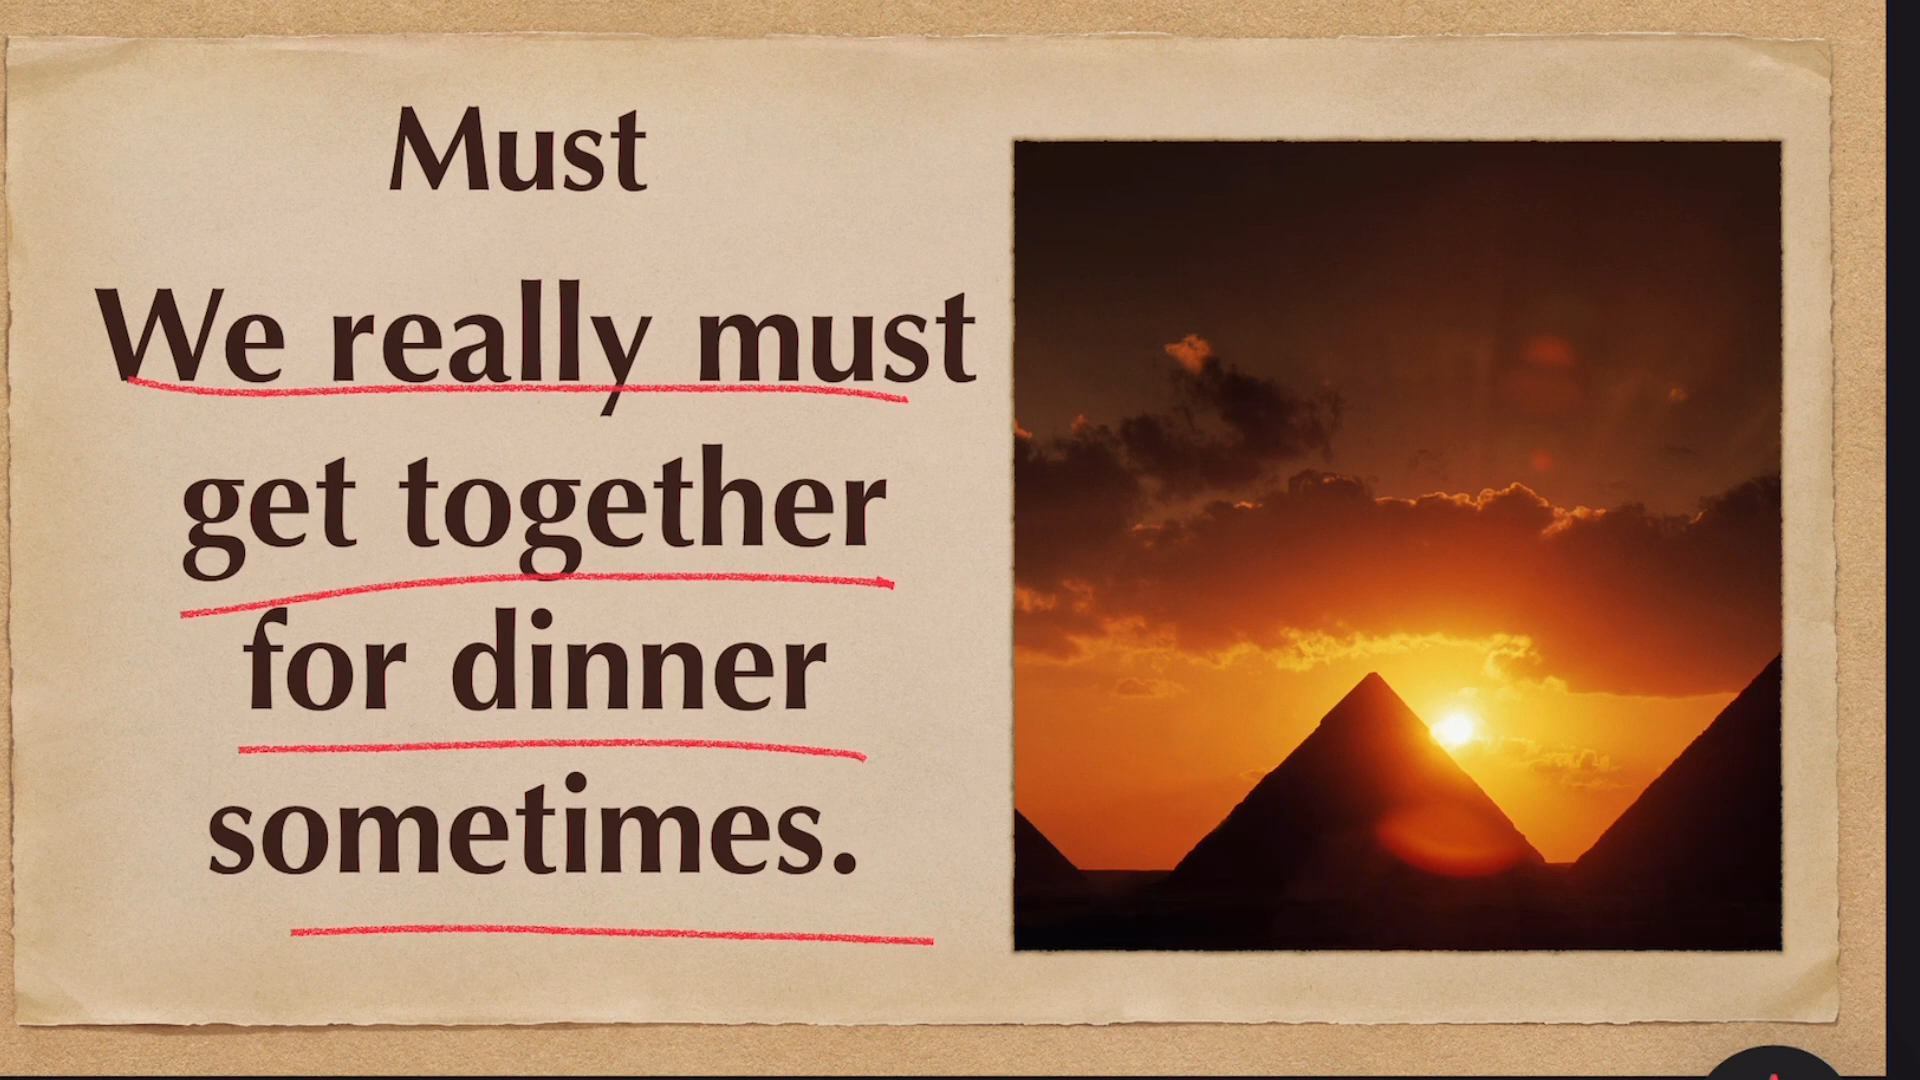 Must
We really must
get together
for dinner
sometimes.